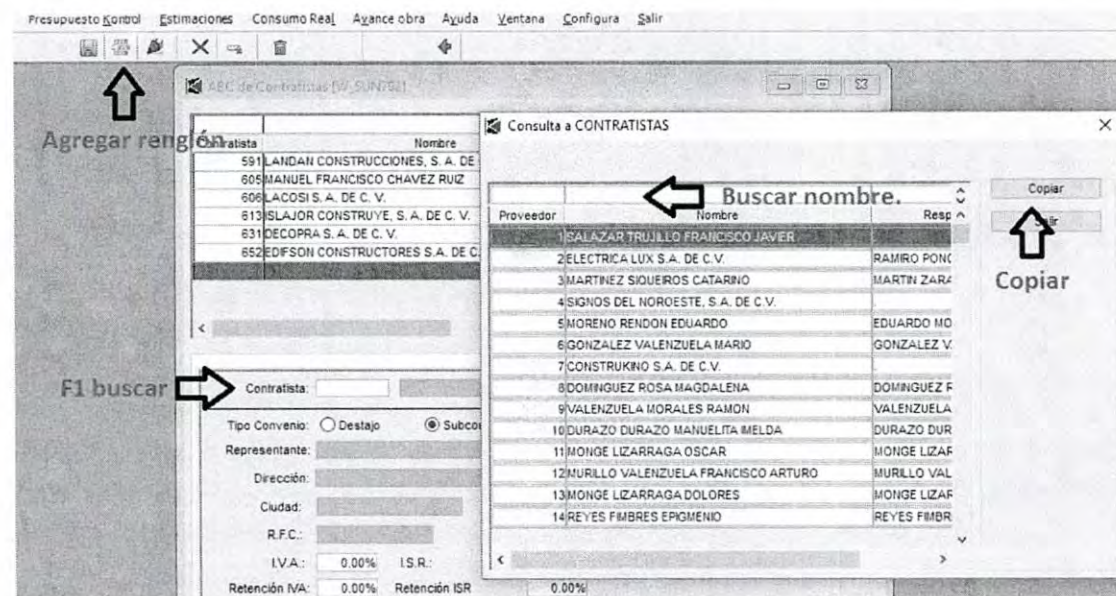 Presupuesto Kontrol Estimaciones Consumo Real Avance obra Ayuda Ventana Configura Salir
Agregar renglón
ABC de Contratistas [W_SUN702]
Contratista Nombre
591 LANDAN CONSTRUCCIONES, S. A. DE
605 MANUEL FRANCISCO CHAVEZ RUIZ
606 LACOSI S. A. DE C. V.
613 ISLAJOR CONSTRUYE, S. A. DE C. V.
631 DECOPRA S. A. DE C. V.
652 EDIFSON CONSTRUCTORES S.A. DE C.
F1 buscar
Contratista:
Tipo Convenio: Destajo Subcon
Representante:
Dirección:
Ciudad:
R.F.C.:
I.V.A.: 0.00% I.S.R.:
Retención IVA: 0.00% Retención ISR 0.00%
Consulta a CONTRATISTAS
Buscar nombre.
Copiar
Copiar
Proveedor Nombre Resp
1 SALAZAR TRUJILLO FRANCISCO JAVIER
2 ELECTRICA LUX S.A. DE C.V. RAMIRO PONC
3 MARTINEZ SIQUEIROS CATARINO MARTIN ZARA
4 SIGNOS DEL NOROESTE, S.A. DE C.V. .
5 MORENO RENDON EDUARDO EDUARDO MO
6 GONZALEZ VALENZUELA MARIO GONZALEZ V
7 CONSTRUKINO S.A. DE C.V. .
8 DOMINGUEZ ROSA MAGDALENA DOMINGUEZ R
9 VALENZUELA MORALES RAMON VALENZUELA
10 DURAZO DURAZO MANUELITA IMELDA DURAZO DUR
11 MONGE LIZARRAGA OSCAR MONGE LIZAR
12 MURILLO VALENZUELA FRANCISCO ARTURO MURILLO VAL
13 MONGE LIZARRAGA DOLORES MONGE LIZAR
14 REYES FIMBRES EPIGMENIO REYES FIMBR